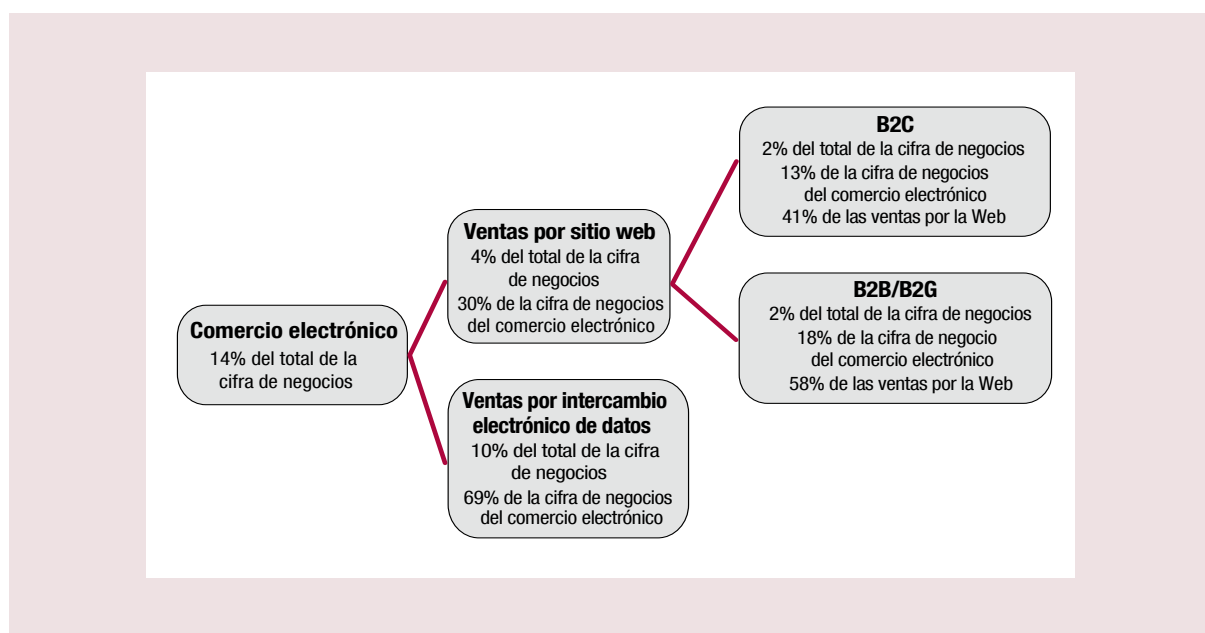 Comercio electrónico
14% del total de la
cifra de negocios
Ventas por sitio web
4% del total de la cifra
de negocios
30% de la cifra de negocios
del comercio electrónico
Ventas por intercambio
electrónico de datos
10% del total de la cifra
de negocios
69% de la cifra de negocios
del comercio electrónico
B2C
2% del total de la cifra de negocios
13% de la cifra de negocios
del comercio electrónico
41% de las ventas por la Web
B2B/B2G
2% del total de la cifra de negocios
18% de la cifra de negocio
del comercio electrónico
58% de las ventas por la Web